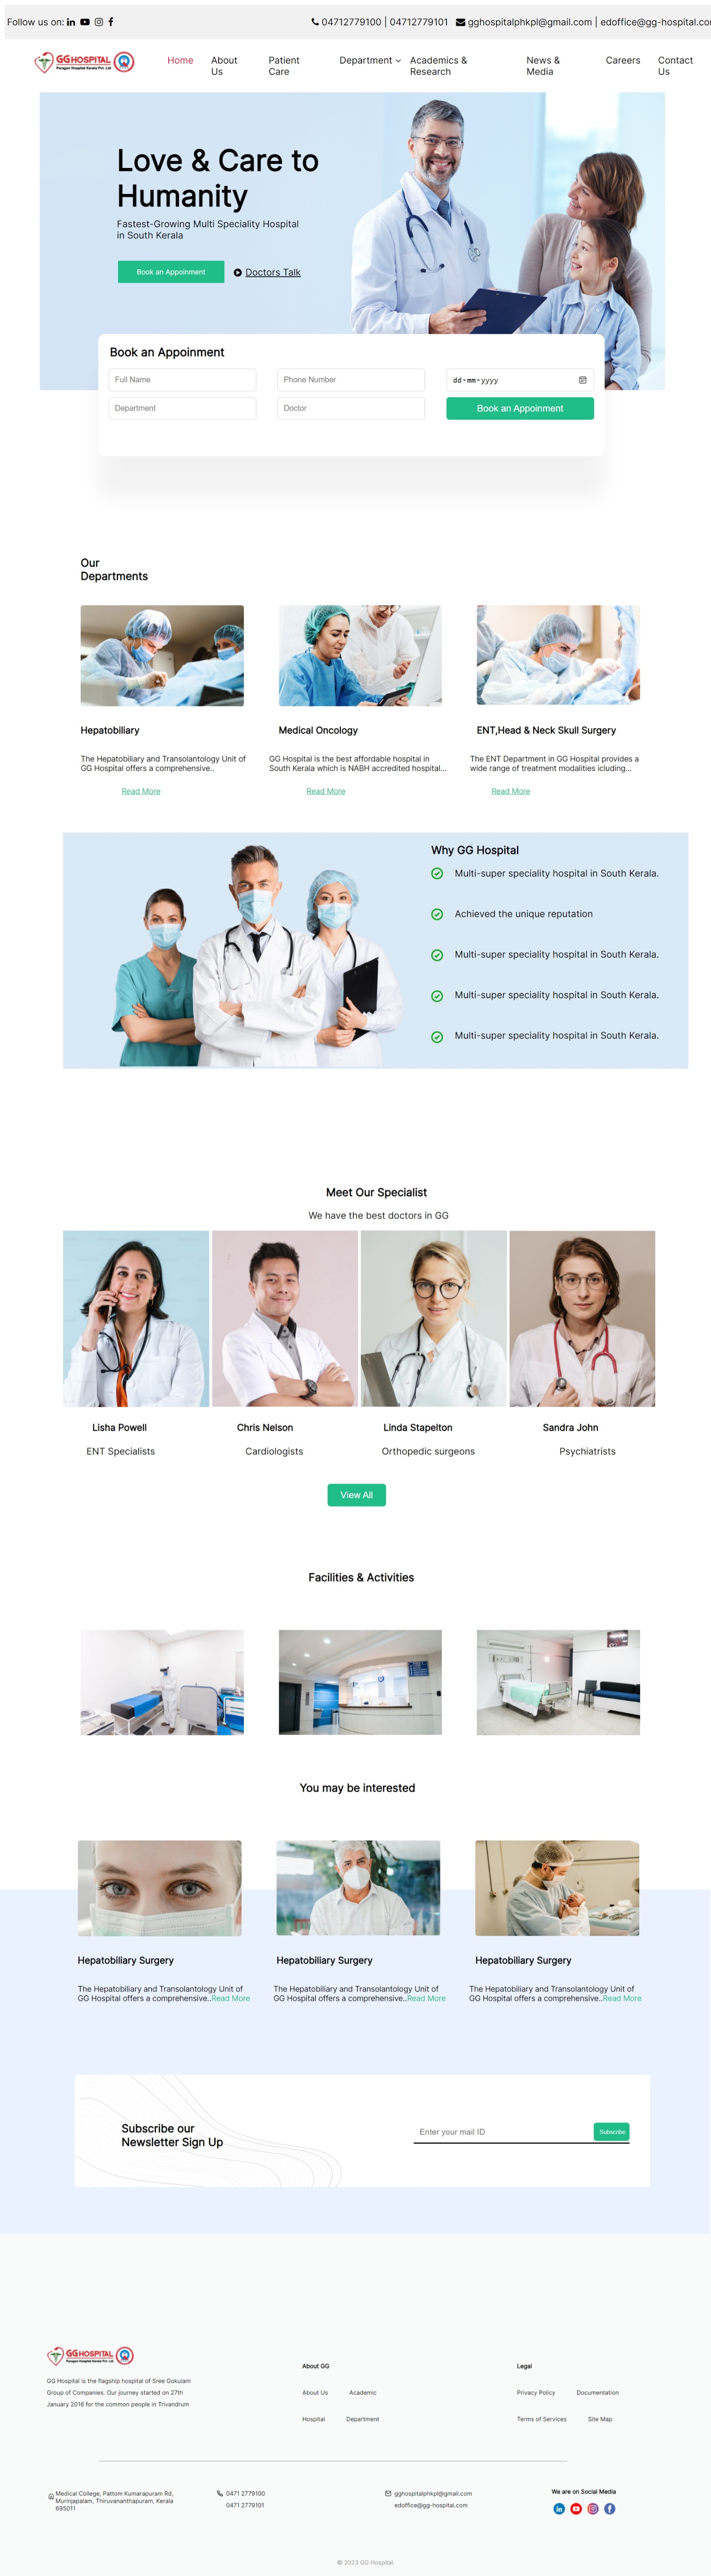 Follow us on:
04712779100 | 04712779101 gghospitalphkpl@gmail.com | edoffice@gg-hospital.co
GG HOSPITAL
Paragon Hospital Kerala Pvt. Ltd
Home
About Us
Patient Care
Department
Academics & Research
News & Media
Careers
Contact Us
Love & Care to
Humanity
Fastest-Growing Multi Speciality Hospital
in South Kerala
Book an Appoinment
Doctors Talk
Book an Appoinment
Full Name
Phone Number
dd-mm-yyyy
Department
Doctor
Book an Appoinment
Our
Departments
Hepatobiliary
Medical Oncology
ENT,Head & Neck Skull Surgery
The Hepatobiliary and Transolantology Unit of
GG Hospital offers a comprehensive..
GG Hospital is the best affordable hospital in
South Kerala which is NABH accredited hospital...
The ENT Department in GG Hospital provides a
wide range of treatment modalities icluding...
Read More
Read More
Read More
Why GG Hospital
Multi-super speciality hospital in South Kerala.
Achieved the unique reputation
Multi-super speciality hospital in South Kerala.
Multi-super speciality hospital in South Kerala.
Multi-super speciality hospital in South Kerala.
Meet Our Specialist
We have the best doctors in GG
Lisha Powell
Chris Nelson
Linda Stapelton
Sandra John
ENT Specialists
Cardiologists
Orthopedic surgeons
Psychiatrists
View All
Facilities & Activities
You may be interested
Hepatobiliary Surgery
Hepatobiliary Surgery
Hepatobiliary Surgery
The Hepatobiliary and Transolantology Unit of
GG Hospital offers a comprehensive..Read More
The Hepatobiliary and Transolantology Unit of
GG Hospital offers a comprehensive..Read More
The Hepatobiliary and Transolantology Unit of
GG Hospital offers a comprehensive..Read More
Subscribe our
Newsletter Sign Up
Enter your mail ID
Subscribe
GG HOSPITAL
Paragon Hospital Kerala Pvt. Ltd
GG Hospital is the flagship hospital of Sree Gokulam
Group of Companies. Our journey started on 27th
January 2016 for the common people in Trivandrum
About GG
About Us Academic
Hospital Department
Legal
Privacy Policy Documentation
Terms of Services Site Map
Medical College, Pattom Kumarapuram Rd,
Murinjapalam, Thiruvananthapuram, Kerala
695011
0471 2779100
0471 2779101
gghospitalphkpl@gmail.com
edoffice@gg-hospital.com
We are on Social Media
© 2023 GG Hospital.